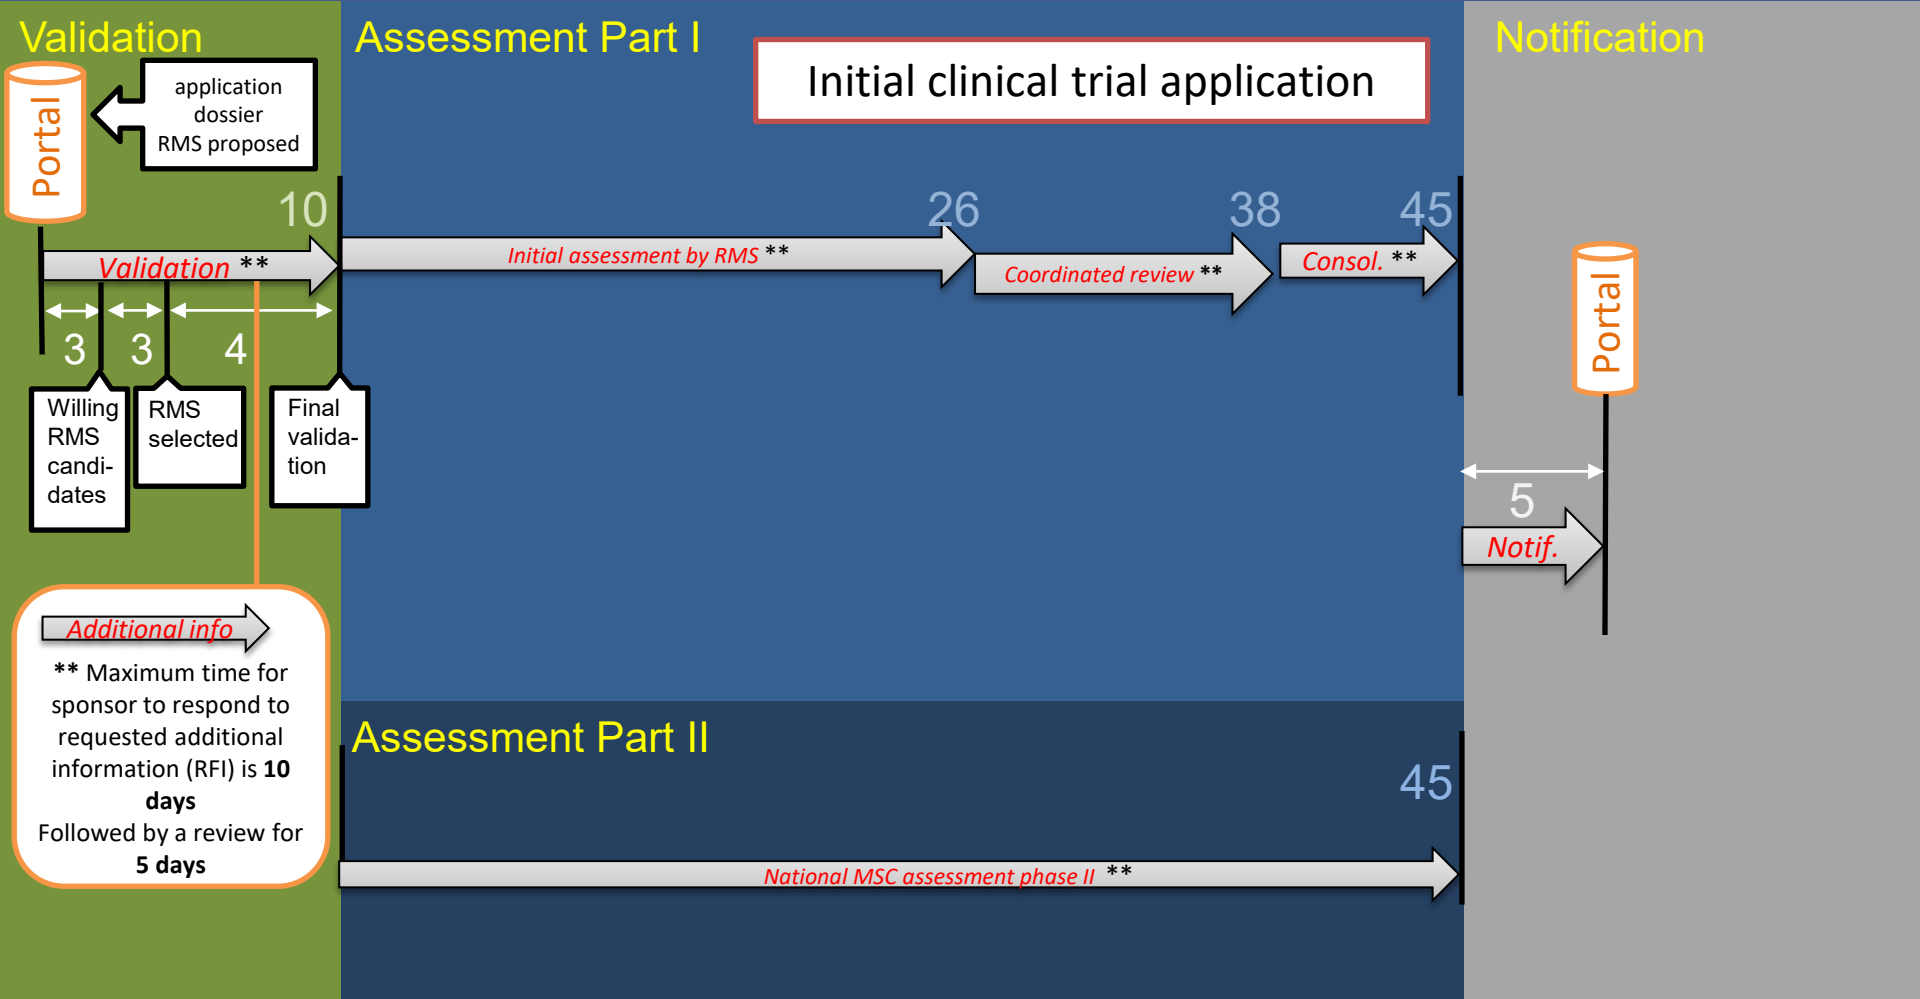 Validation
Assessment Part I
Notification
Initial clinical trial application
Portal
application
dossier
RMS proposed
10
26
38
45
Validation **
Initial assessment by RMS **
Coordinated review **
Consol. **
Portal
3
3
4
Willing
RMS
candi-
dates
RMS
selected
Final
valida-
tion
5
Notif.
Additional info
** Maximum time for
sponsor to respond to
requested additional
information (RFI) is 10
days
Followed by a review for
5 days
Assessment Part II
45
National MSC assessment phase II **